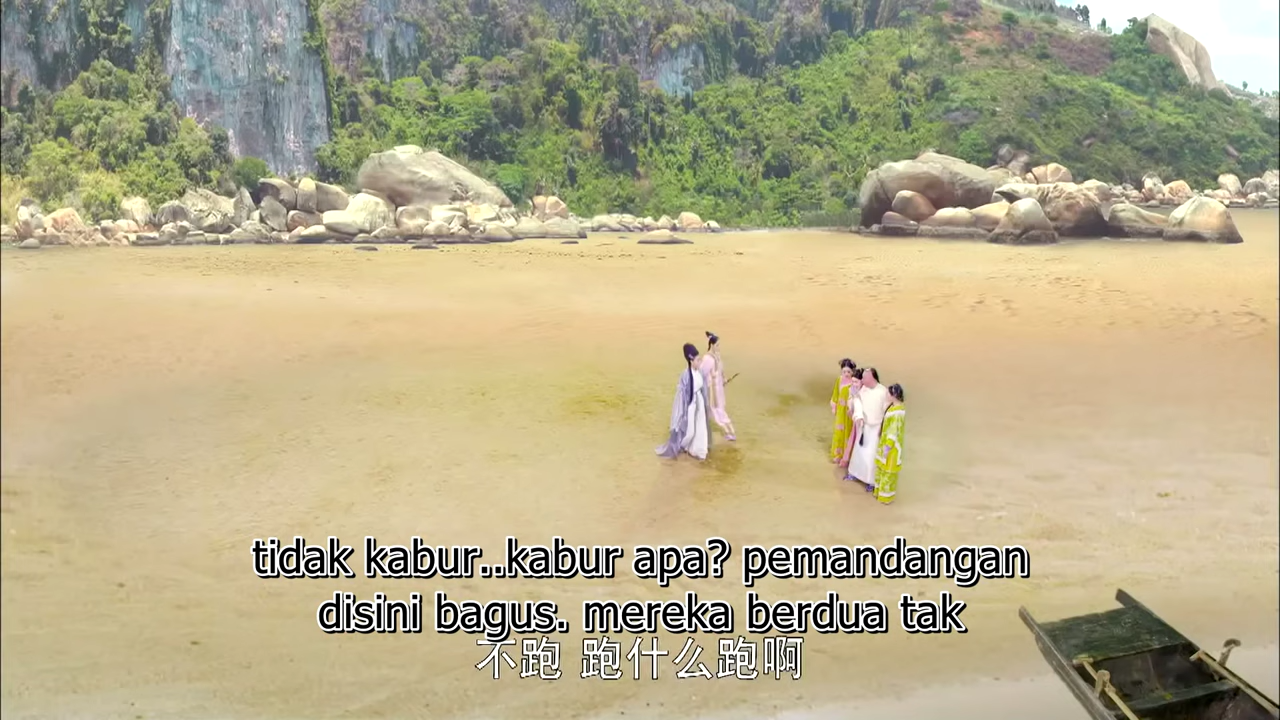 tidak kabur..kabur apa? pemandangan
disini bagus. mereka berdua tak
不跑 跑什么跑啊